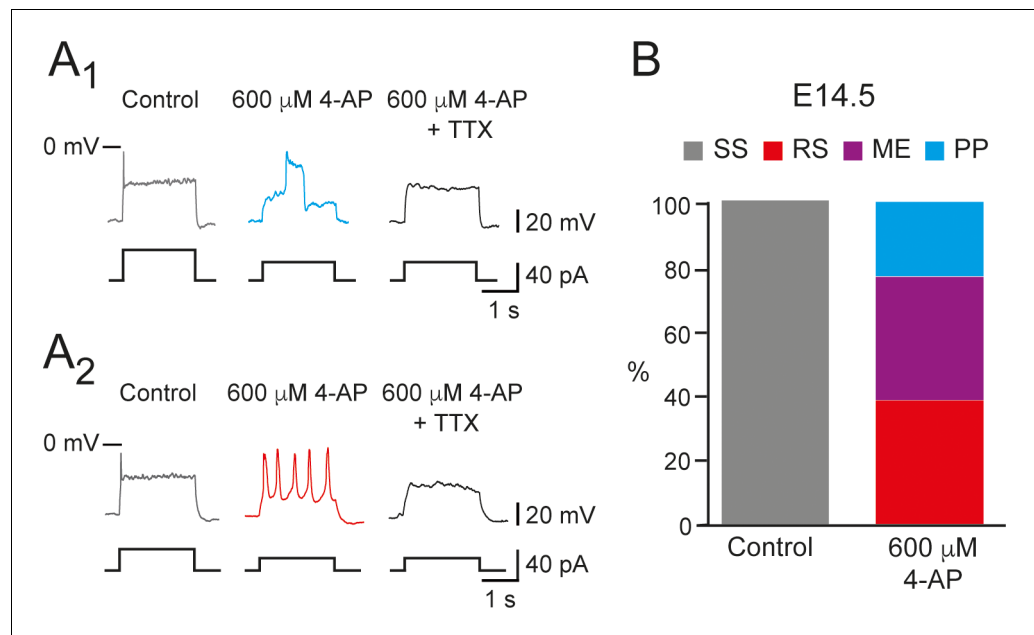 A1
Control
600 μM 4-AP
600 μM 4-AP
+ TTX
0 mV
20 mV
40 pA
1 s
A2
Control
600 μM 4-AP
600 μM 4-AP
+ TTX
0 mV
20 mV
40 pA
1 s
B
E14.5
SS RS ME PP
100
80
60
%
40
20
0
Control
600 μM
4-AP